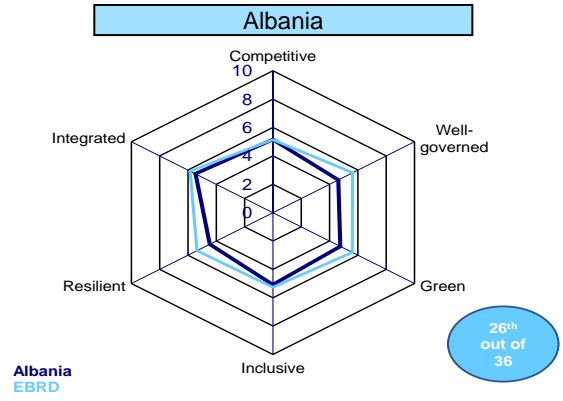 Albania
Competitive
10
8
6
4
2
0
Integrated
Well-
governed
Resilient
Green
Inclusive
26th
out of
36
Albania
EBRD